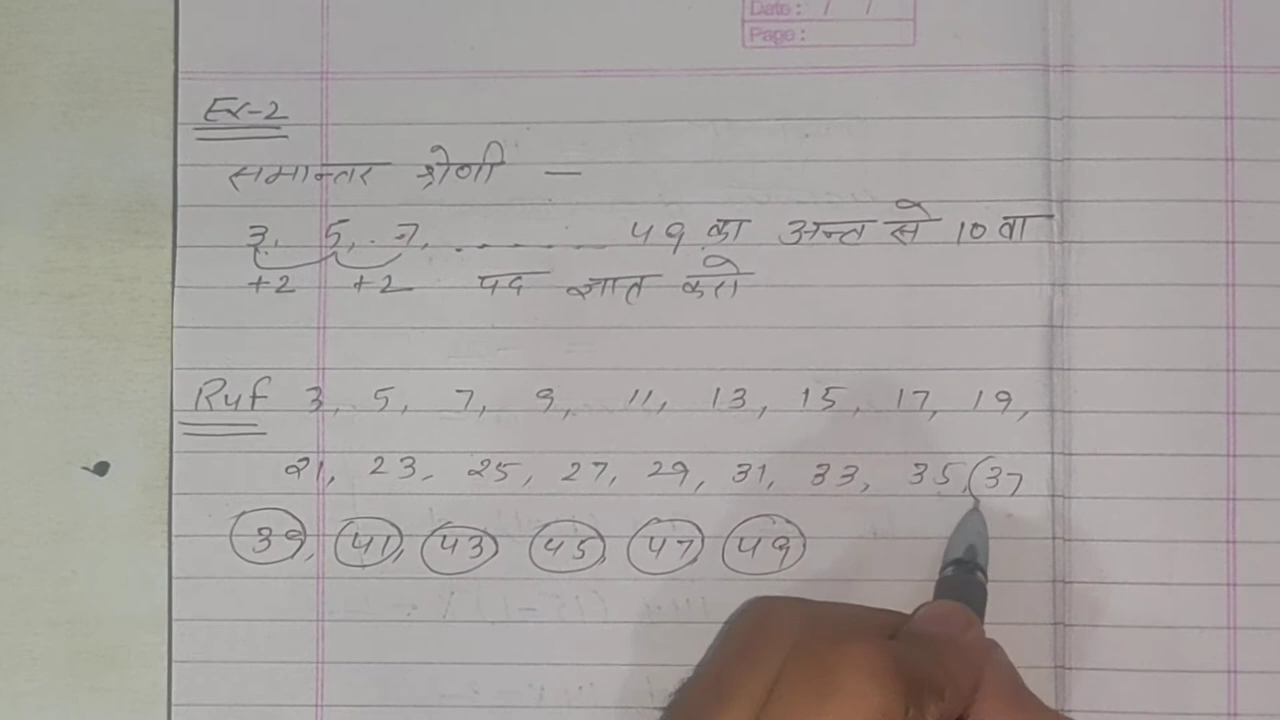 Date : / /
Page :
Ex-2
समान्तर श्रेणी —
3, 5, 7, ....... 49 का अन्त से 10 वा
+2 +2 पद ज्ञात करो
Ruf 3, 5, 7, 9, 11, 13, 15, 17, 19,
21, 23, 25, 27, 29, 31, 33, 35, 37
39, 41, 43 45, 47, 49